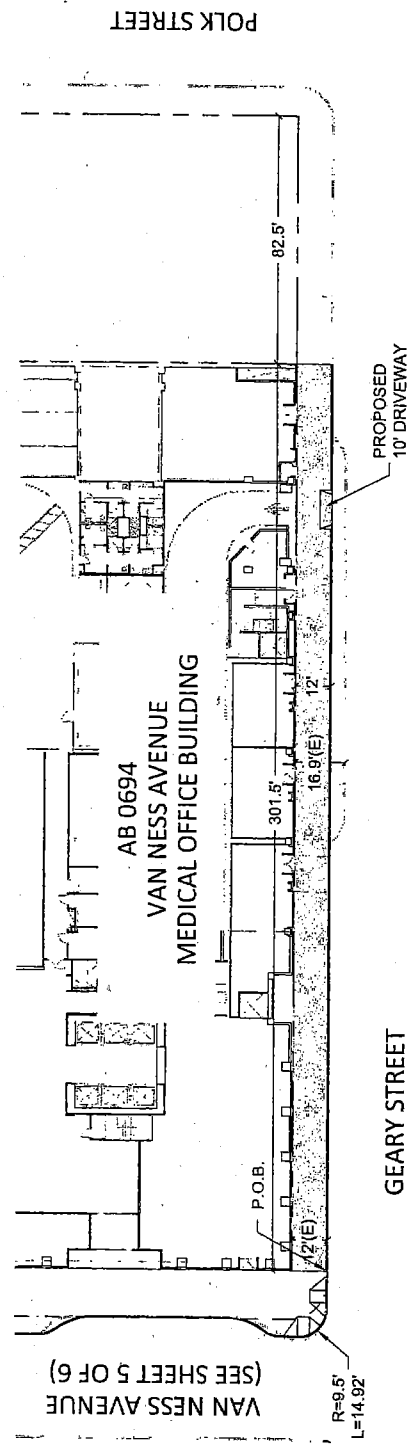 POLK STREET
82.5'
PROPOSED
10' DRIVEWAY
AB 0694
VAN NESS AVENUE
MEDICAL OFFICE BUILDING
301.5'
12'
16.9'(E)
P.O.B.
12'(E)
GEARY STREET
VAN NESS AVENUE
(SEE SHEET 5 OF 6)
R=9.5'
L=14.92'